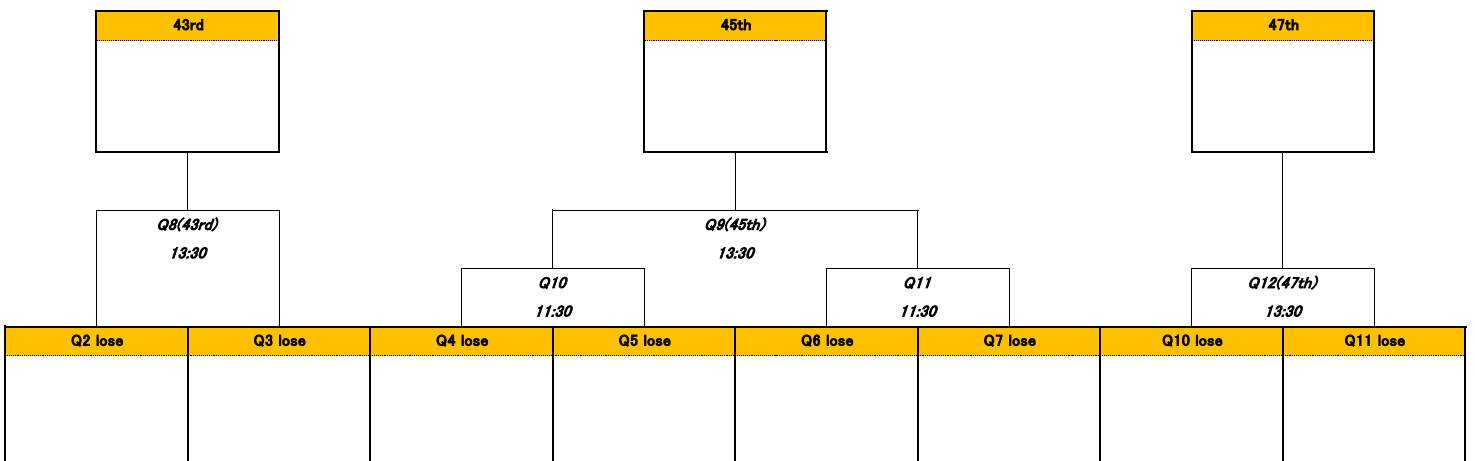 43rd
45th
47th
Q8(43rd)
13:30
Q9(45th)
13:30
Q10
11:30
Q11
11:30
Q12(47th)
13:30
Q2 lose
Q3 lose
Q4 lose
Q5 lose
Q6 lose
Q7 lose
Q10 lose
Q11 lose